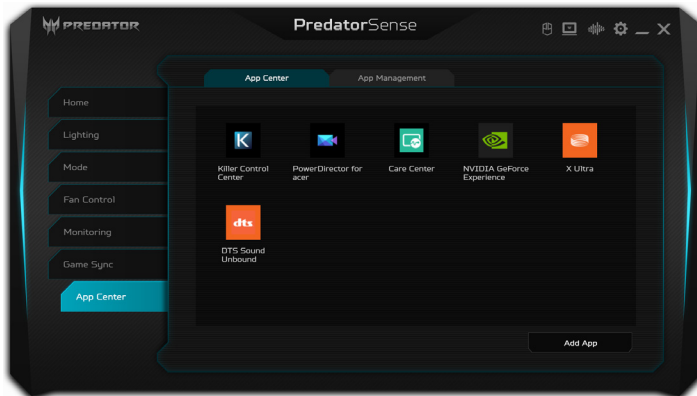 PREDATOR
PredatorSense
App Center
App Management
Home
Lighting
Mode
Fan Control
Monitoring
Game Sync
App Center
K
Killer Control
Center
PowerDirector for
acer
Care Center
NVIDIA GeForce
Experience
X Ultra
dts
DTS Sound
Unbound
Add App